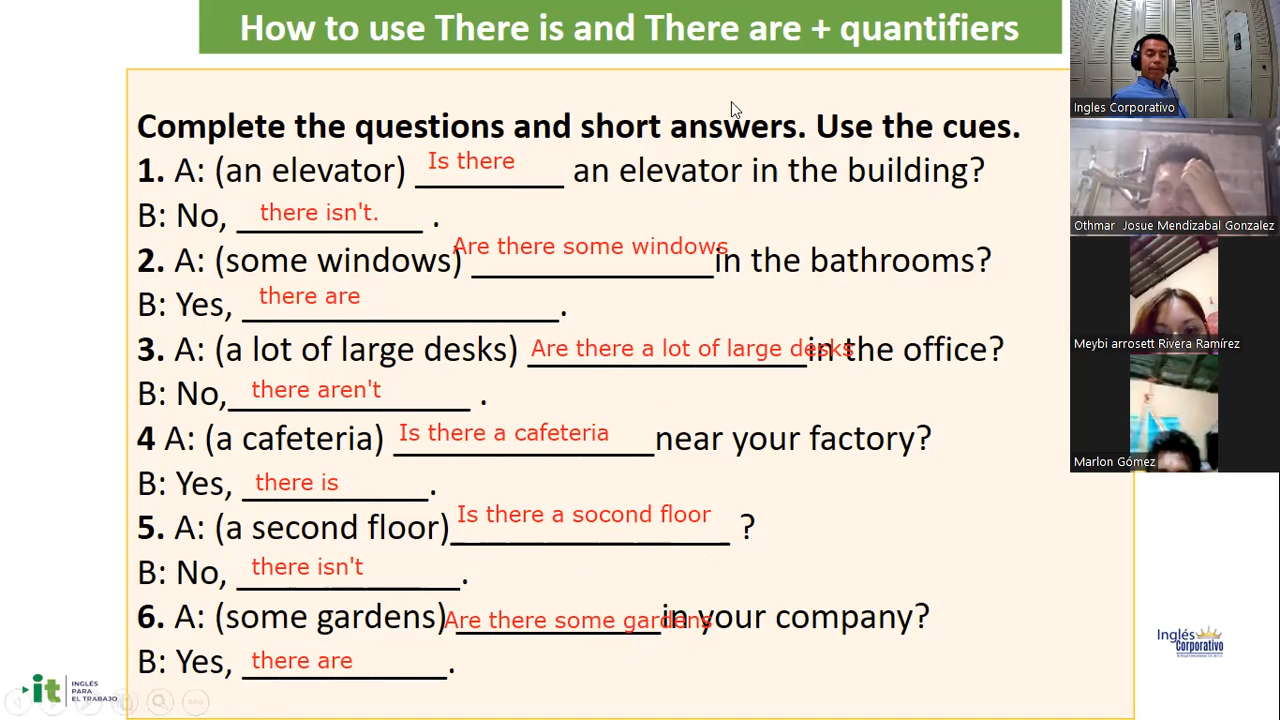 How to use There is and There are + quantifiers
Complete the questions and short answers. Use the cues.
1. A: (an elevator) Is there an elevator in the building?
B: No, there isn't. .
2. A: (some windows) Are there some windows in the bathrooms?
B: Yes, there are .
3. A: (a lot of large desks) Are there a lot of large desks in the office?
B: No, there aren't .
4 A: (a cafeteria) Is there a cafeteria near your factory?
B: Yes, there is .
5. A: (a second floor) Is there a socond floor ?
B: No, there isn't .
6. A: (some gardens) Are there some gardens in your company?
B: Yes, there are .
Ingles Corporativo
Othmar Josue Mendizabal Gonzalez
Meybi arrosett Rivera Ramírez
Marlon Gómez
it
INGLÉS
PARA
EL TRABAJO
Inglés
Corporativo